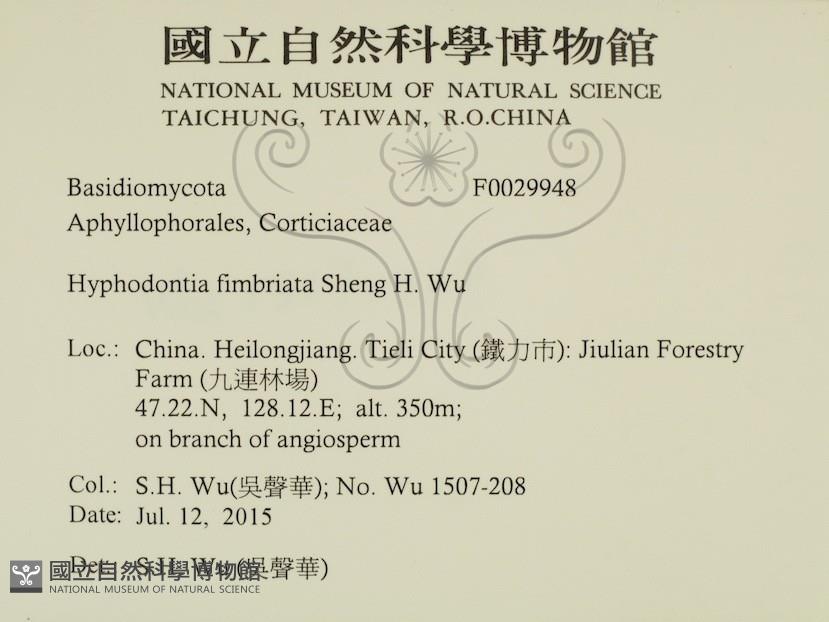 國立自然科學博物館
NATIONAL MUSEUM OF NATURAL SCIENCE
TAICHUNG, TAIWAN, R.O.CHINA
Basidiomycota F0029948
Aphyllophorales, Corticiaceae
Hyphodontia fimbriata Sheng H. Wu
Loc.: China. Heilongjiang. Tieli City (鐵力市): Jiulian Forestry
Farm (九連林場)
47.22.N, 128.12.E; alt. 350m;
on branch of angiosperm
Col.: S.H. Wu(吳聲華); No. Wu 1507-208
Date: Jul. 12, 2015
Det.: S.H. Wu (吳聲華)
國立自然科學博物館
NATIONAL MUSEUM OF NATURAL SCIENCE